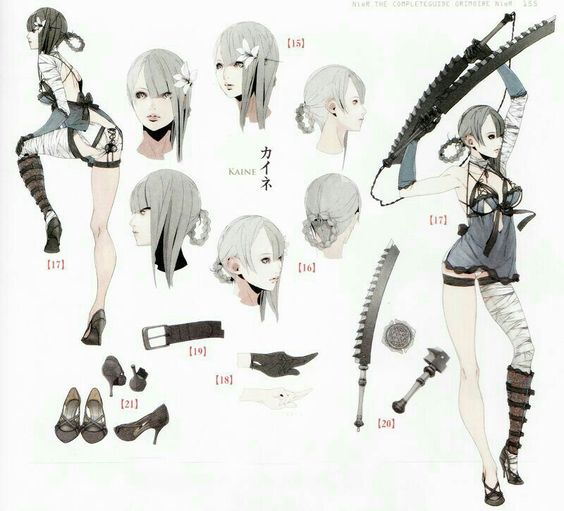 NieR THE COMPLETEGUIDE GRIMOIRE NieR 155
【15】
カイネ
KAINE
【17】
【17】
【16】
【19】
【18】
【20】
【21】